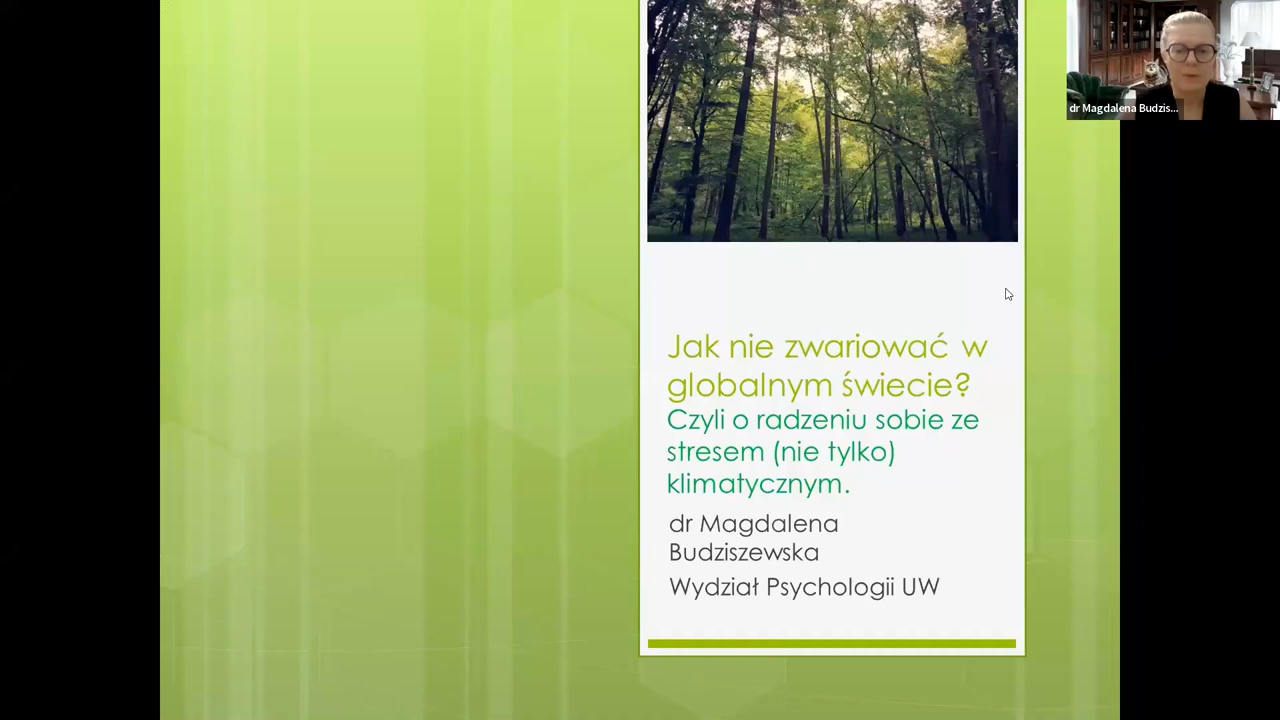 dr Magdalena Budzis...
Jak nie zwariować w
globalnym świecie?
Czyli o radzeniu sobie ze
stresem (nie tylko)
klimatycznym.
dr Magdalena
Budziszewska
Wydział Psychologii UW